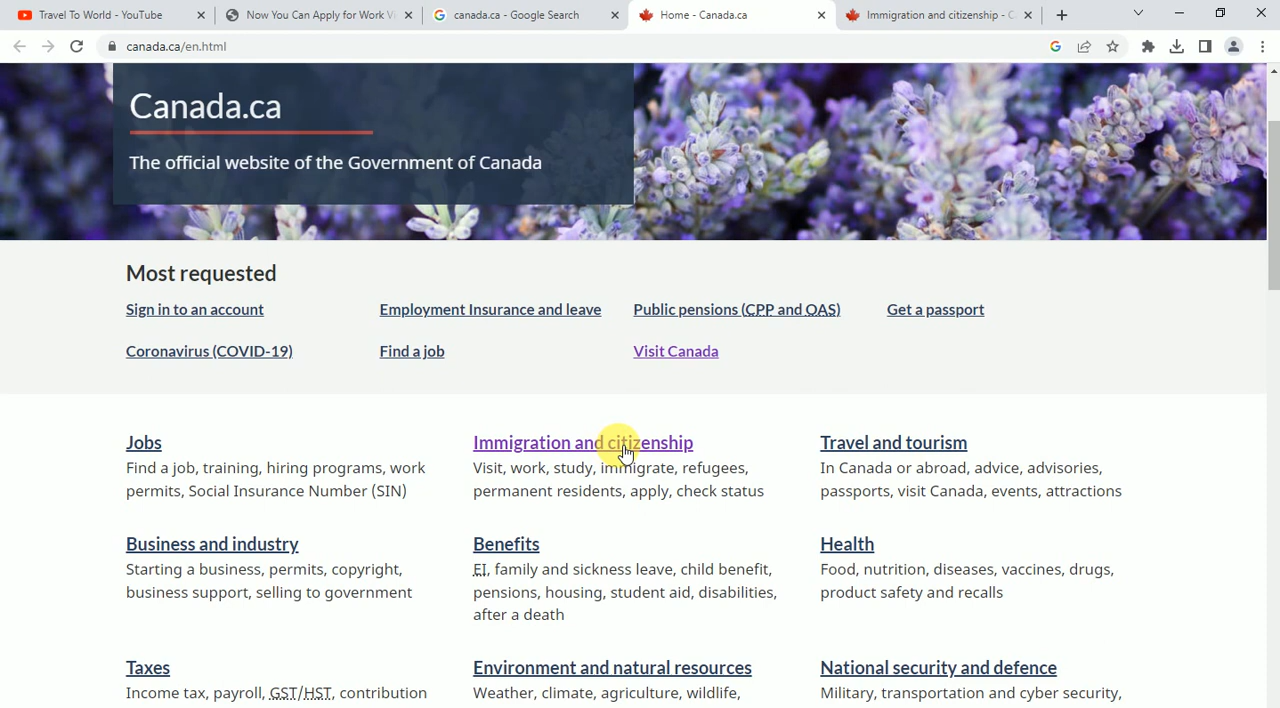 Travel To World - YouTube
Now You Can Apply for Work Vi
canada.ca - Google Search
Home - Canada.ca
Immigration and citizenship - C
canada.ca/en.html
Canada.ca
The official website of the Government of Canada
Most requested
Sign in to an account
Employment Insurance and leave
Public pensions (CPP and OAS)
Get a passport
Coronavirus (COVID-19)
Find a job
Visit Canada
Jobs
Find a job, training, hiring programs, work
permits, Social Insurance Number (SIN)
Immigration and citizenship
Visit, work, study, immigrate, refugees,
permanent residents, apply, check status
Travel and tourism
In Canada or abroad, advice, advisories,
passports, visit Canada, events, attractions
Business and industry
Starting a business, permits, copyright,
business support, selling to government
Benefits
EI, family and sickness leave, child benefit,
pensions, housing, student aid, disabilities,
after a death
Health
Food, nutrition, diseases, vaccines, drugs,
product safety and recalls
Taxes
Income tax, payroll, GST/HST, contribution
Environment and natural resources
Weather, climate, agriculture, wildlife,
National security and defence
Military, transportation and cyber security,